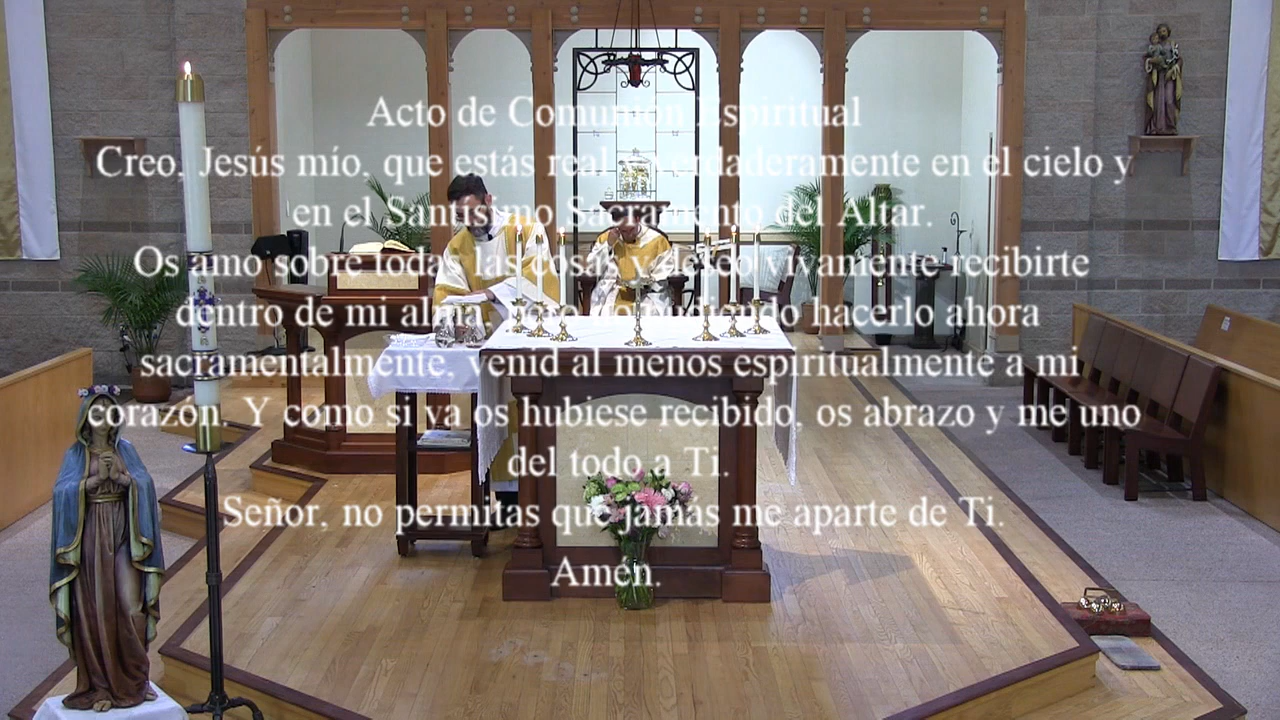 Acto de Comunión Espiritual
Creo, Jesús mío, que estás real y verdaderamente en el cielo y
en el Santísimo Sacramento del Altar.
Os amo sobre todas las cosas y deseo vivamente recibirte
dentro de mi alma, pero no pudiendo hacerlo ahora
sacramentalmente, venid al menos espiritualmente a mi
corazón. Y como si ya os hubiese recibido, os abrazo y me uno
del todo a Ti.
Señor, no permitas que jamás me aparte de Ti.
Amén.